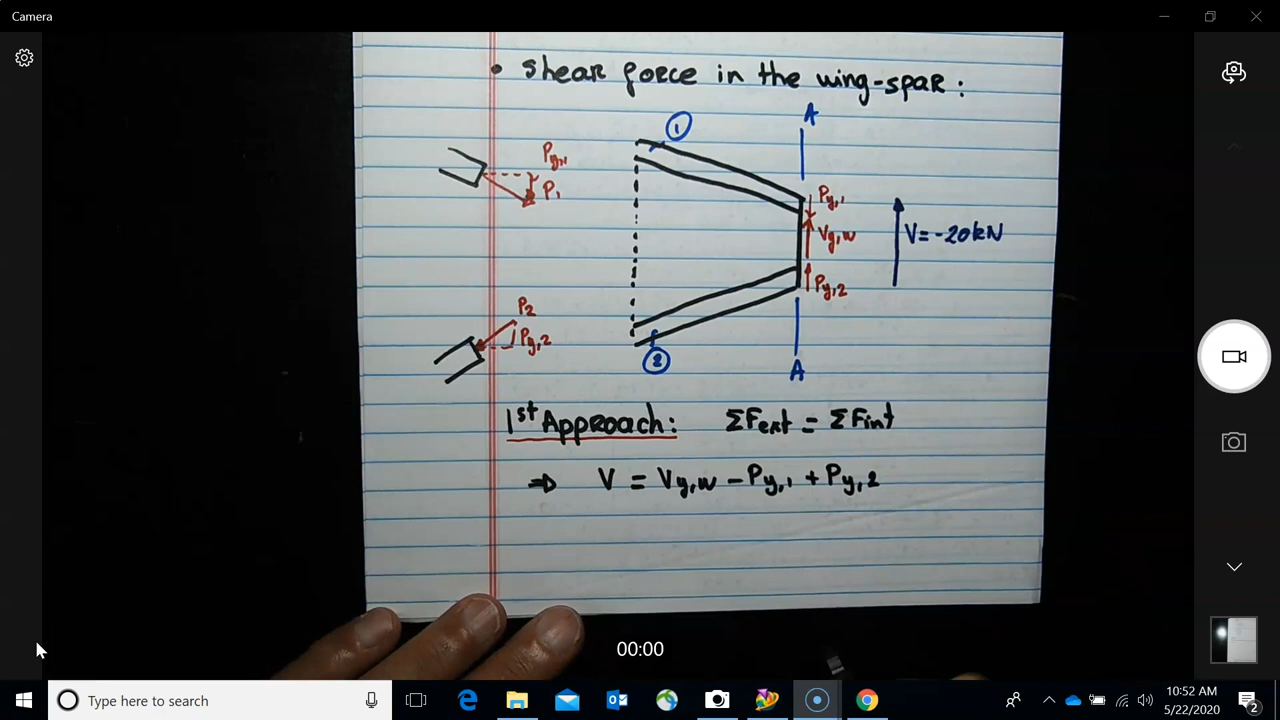 Camera
• Shear force in the wing-spar:
A
1
Py,1
P1
Py,1
Vy,w
V=-20kN
Py,2
P2
Py,2
2
A
1st Approach: ΣFext = ΣFint
⇒ V = Vy,w - Py,1 + Py,2
00:00
Type here to search
10:52 AM
5/22/2020
2